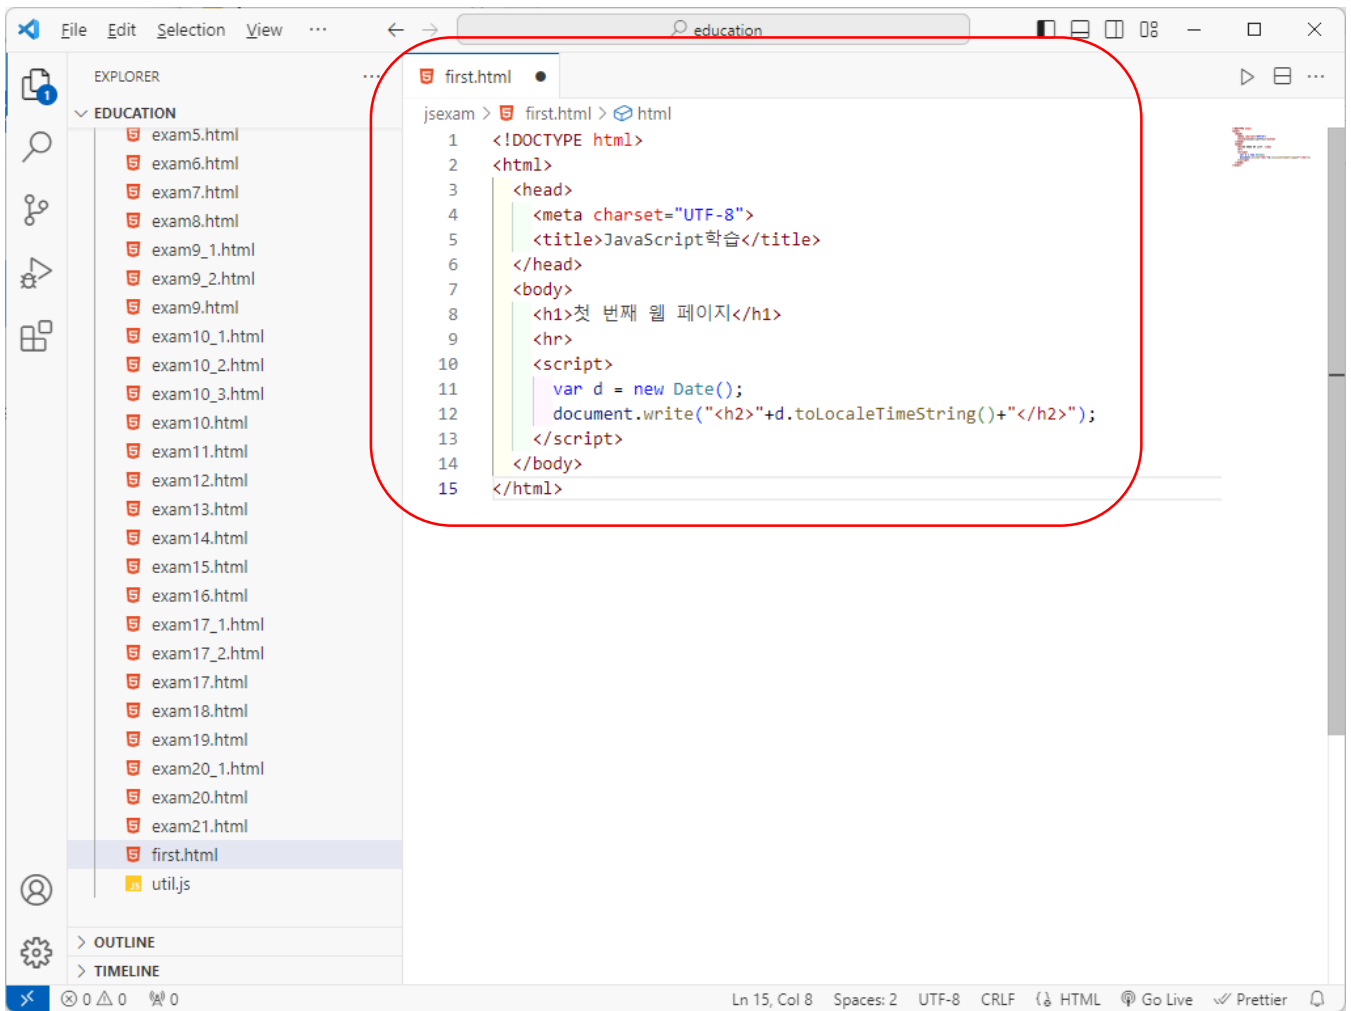 File Edit Selection View ··· education
EXPLORER ···
EDUCATION
exam5.html
exam6.html
exam7.html
exam8.html
exam9_1.html
exam9_2.html
exam9.html
exam10_1.html
exam10_2.html
exam10_3.html
exam10.html
exam11.html
exam12.html
exam13.html
exam14.html
exam15.html
exam16.html
exam17_1.html
exam17_2.html
exam17.html
exam18.html
exam19.html
exam20_1.html
exam20.html
exam21.html
first.html
JS util.js
OUTLINE
TIMELINE
1
first.html ●
jsexam > first.html > html
1 <!DOCTYPE html>
2 <html>
3 <head>
4 <meta charset="UTF-8">
5 <title>JavaScript학습</title>
6 </head>
7 <body>
8 <h1>첫 번째 웹 페이지</h1>
9 <hr>
10 <script>
11 var d = new Date();
12 document.write("<h2>"+d.toLocaleTimeString()+"</h2>");
13 </script>
14 </body>
15 </html>
0 0 0 Ln 15, Col 8 Spaces: 2 UTF-8 CRLF HTML Go Live Prettier